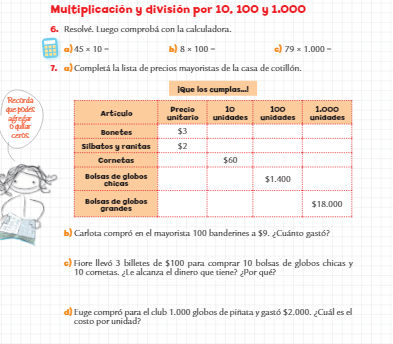 Multiplicación y división por 10, 100 y 1.000
6. Resolvé. Luego comprobá con la calculadora.
a) 45 × 10 =
b) 8 × 100 =
c) 79 × 1.000 =
7. a) Completá la lista de precios mayoristas de la casa de cotillón.
Recordá
que podés
agregar
o quitar
ceros.
¡Que los cumplas...!
Artículo Precio unitario 10 unidades 100 unidades 1.000 unidades
Bonetes $3
Silbatos y ranitas $2
Cornetas $60
Bolsas de globos chicas $1.400
Bolsas de globos grandes $18.000
b) Carlota compró en el mayorista 100 banderines a $9. ¿Cuánto gastó?
c) Fiore llevó 3 billetes de $100 para comprar 10 bolsas de globos chicas y
10 cornetas. ¿Le alcanza el dinero que tiene? ¿Por qué?
d) Euge compró para el club 1.000 globos de piñata y gastó $2.000. ¿Cuál es el
costo por unidad?